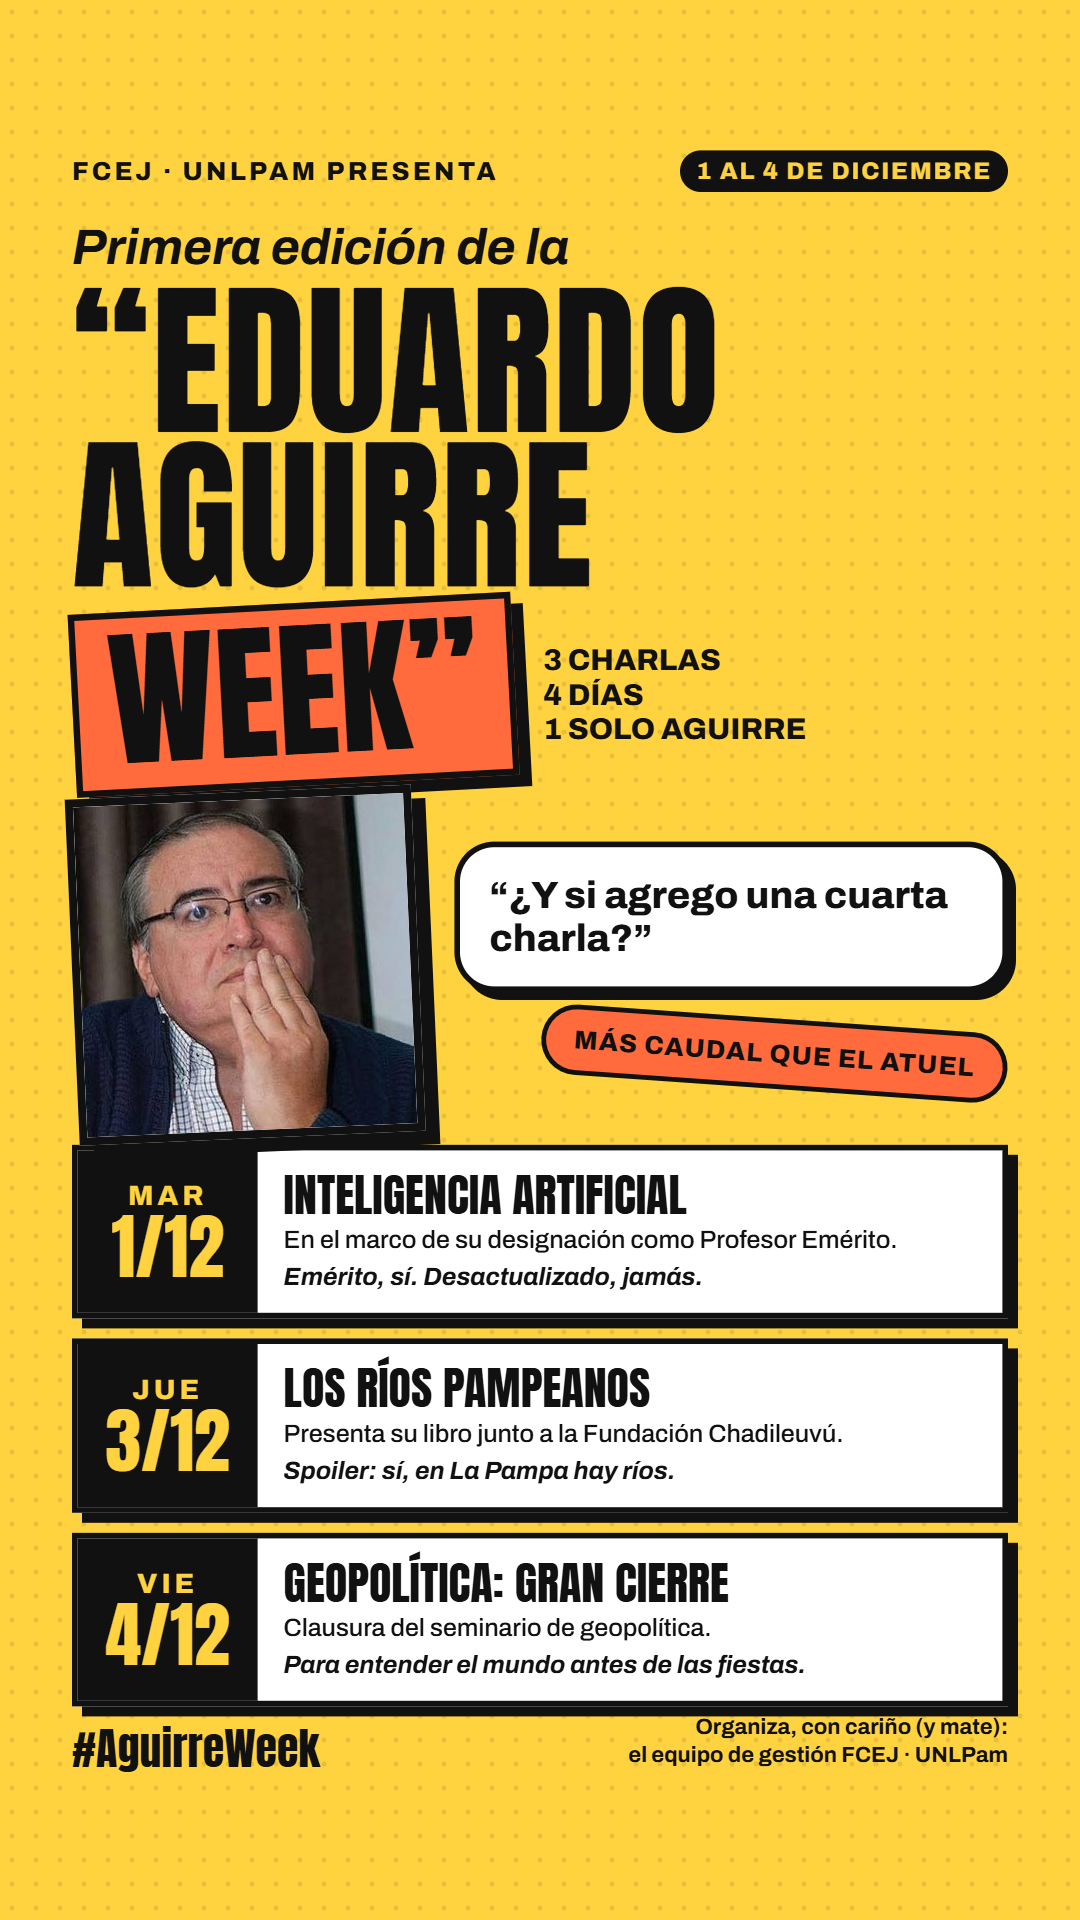 FCEJ · UNLPAM PRESENTA
1 AL 4 DE DICIEMBRE
Primera edición de la
“EDUARDO
AGUIRRE
WEEK”
3 CHARLAS
4 DÍAS
1 SOLO AGUIRRE
“¿Y si agrego una cuarta
charla?”
MÁS CAUDAL QUE EL ATUEL
MAR
1/12
INTELIGENCIA ARTIFICIAL
En el marco de su designación como Profesor Emérito.
Emérito, sí. Desactualizado, jamás.
JUE
3/12
LOS RÍOS PAMPEANOS
Presenta su libro junto a la Fundación Chadileuvú.
Spoiler: sí, en La Pampa hay ríos.
VIE
4/12
GEOPOLÍTICA: GRAN CIERRE
Clausura del seminario de geopolítica.
Para entender el mundo antes de las fiestas.
#AguirreWeek
Organiza, con cariño (y mate):
el equipo de gestión FCEJ · UNLPam